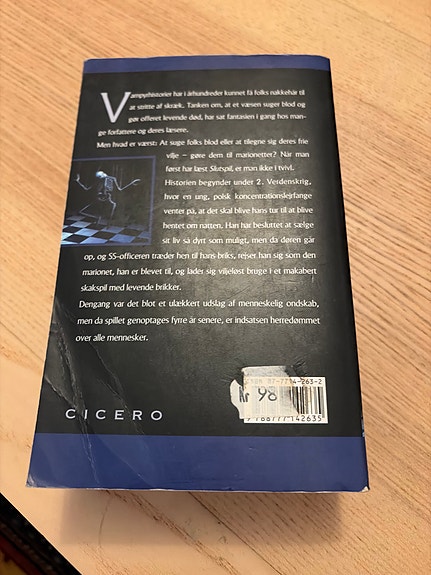 Vampyrhistorier har i århundreder kunnet få folks nakkehår til
at stritte af skræk. Tanken om, at et væsen suger blod og
gør offeret levende død, har sat fantasien i gang hos man-
ge forfattere og deres læsere.
Men hvad er værst: At suge folks blod eller at tilegne sig deres frie
vilje – gøre dem til marionetter? Når man
først har læst Slutspil, er man ikke i tvivl.
Historien begynder under 2. Verdenskrig,
hvor en ung, polsk koncentrationslejrfange
venter på, at det skal blive hans tur til at blive
hentet om natten. Han har besluttet at sælge
sit liv så dyrt som muligt, men da døren går
op, og SS-officeren træder hen til hans briks, rejser han sig som den
marionet, han er blevet til, og lader sig viljeløst bruge i et makabert
skakspil med levende brikker.
Dengang var det blot et ulækkert udslag af menneskelig ondskab,
men da spillet genoptages fyrre år senere, er indsatsen herredømmet
over alle mennesker.
87-7714-263-2
98
9 788777 142635
CICERO